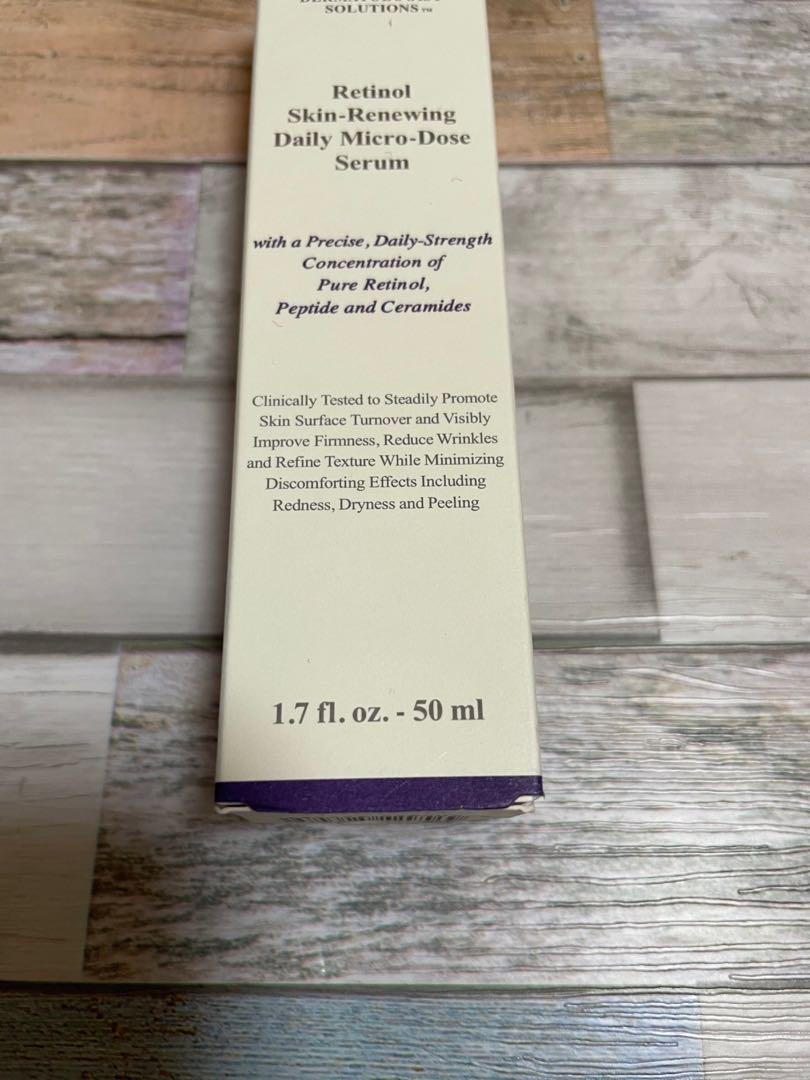 SOLUTIONS™
Retinol
Skin-Renewing
Daily Micro-Dose
Serum
with a Precise, Daily-Strength
Concentration of
Pure Retinol,
Peptide and Ceramides
Clinically Tested to Steadily Promote
Skin Surface Turnover and Visibly
Improve Firmness, Reduce Wrinkles
and Refine Texture While Minimizing
Discomforting Effects Including
Redness, Dryness and Peeling
1.7 fl. oz. - 50 ml